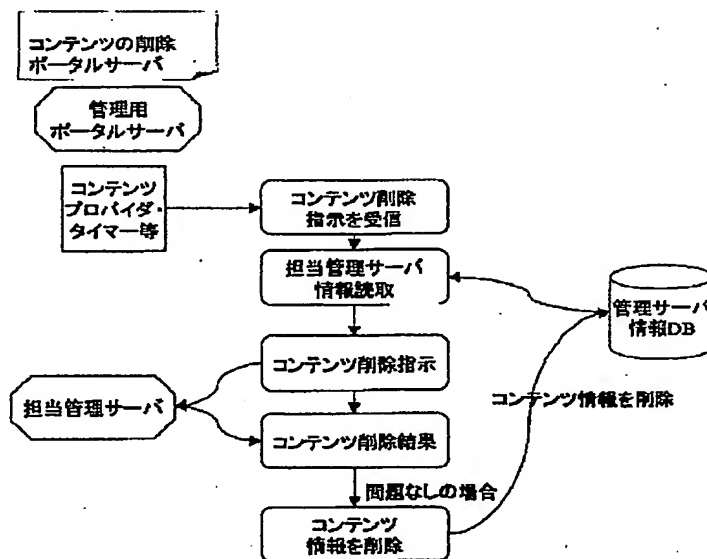 コンテンツの削除
ポータルサーバ
管理用
ポータルサーバ
コンテンツ
プロバイダ・
タイマー等
コンテンツ削除
指示を受信
担当管理サーバ
情報読取
管理サーバ
情報DB
コンテンツ削除指示
担当管理サーバ
コンテンツ情報を削除
コンテンツ削除結果
問題なしの場合
コンテンツ
情報を削除